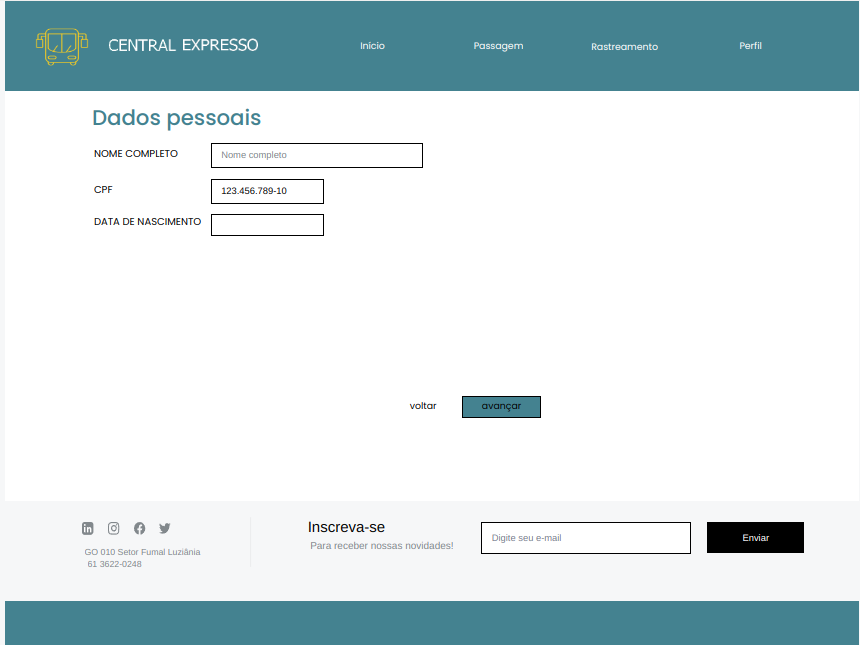 CENTRAL EXPRESSO
Início
Passagem
Rastreamento
Perfil
Dados pessoais
NOME COMPLETO
Nome completo
CPF
123.456.789-10
DATA DE NASCIMENTO
voltar
avançar
Inscreva-se
Para receber nossas novidades!
Digite seu e-mail
Enviar
GO 010 Setor Fumal Luziânia
61 3622-0248